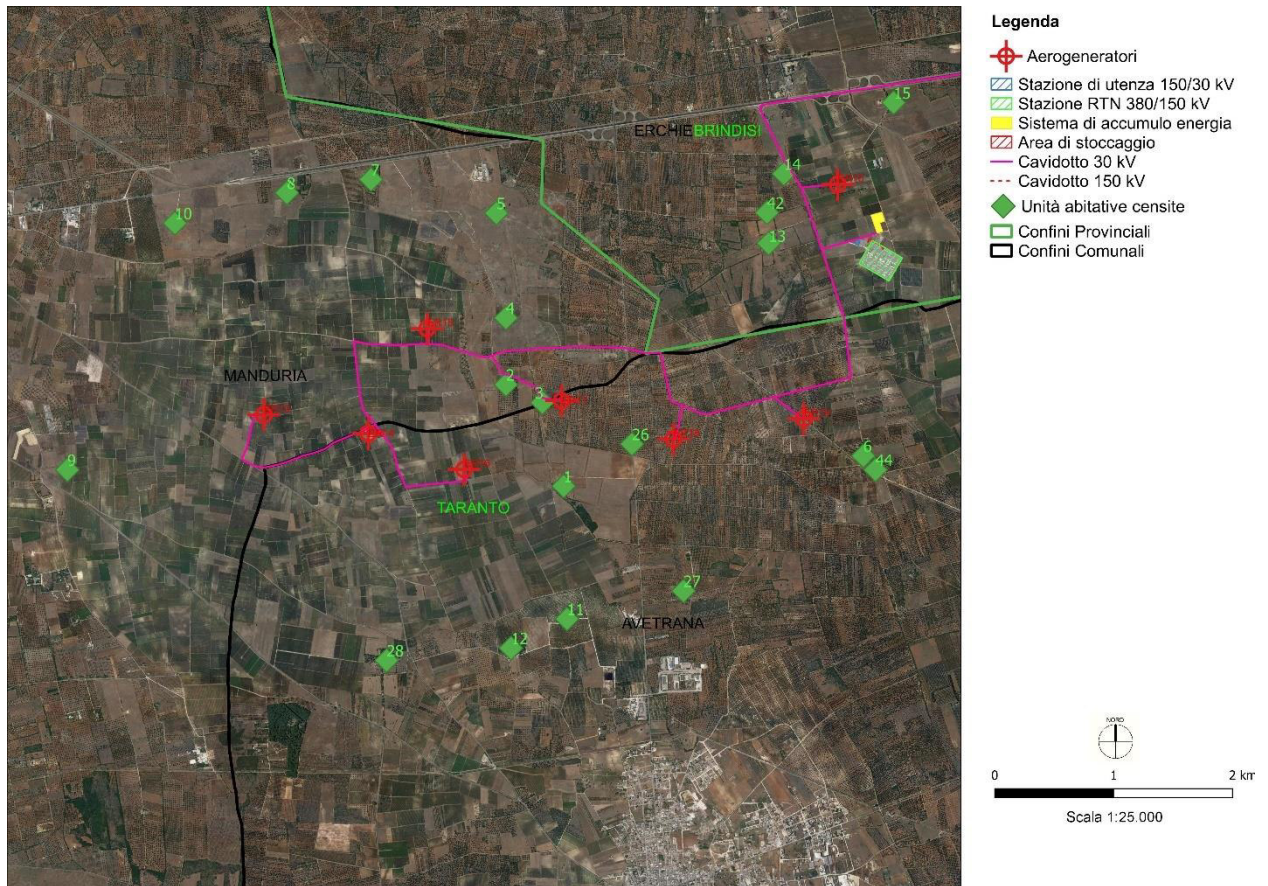 Legenda
Aerogeneratori
Stazione di utenza 150/30 kV
Stazione RTN 380/150 kV
Sistema di accumulo energia
Area di stoccaggio
Cavidotto 30 kV
Cavidotto 150 kV
Unità abitative censite
Confini Provinciali
Confini Comunali
15
ERCHIE BRINDISI
14
7
8
10
5
42
13
4
MANDURIA
2
3
26
6
44
9
1
TARANTO
27
11
AVETRANA
12
28
NORD
0 1 2 km
Scala 1:25.000